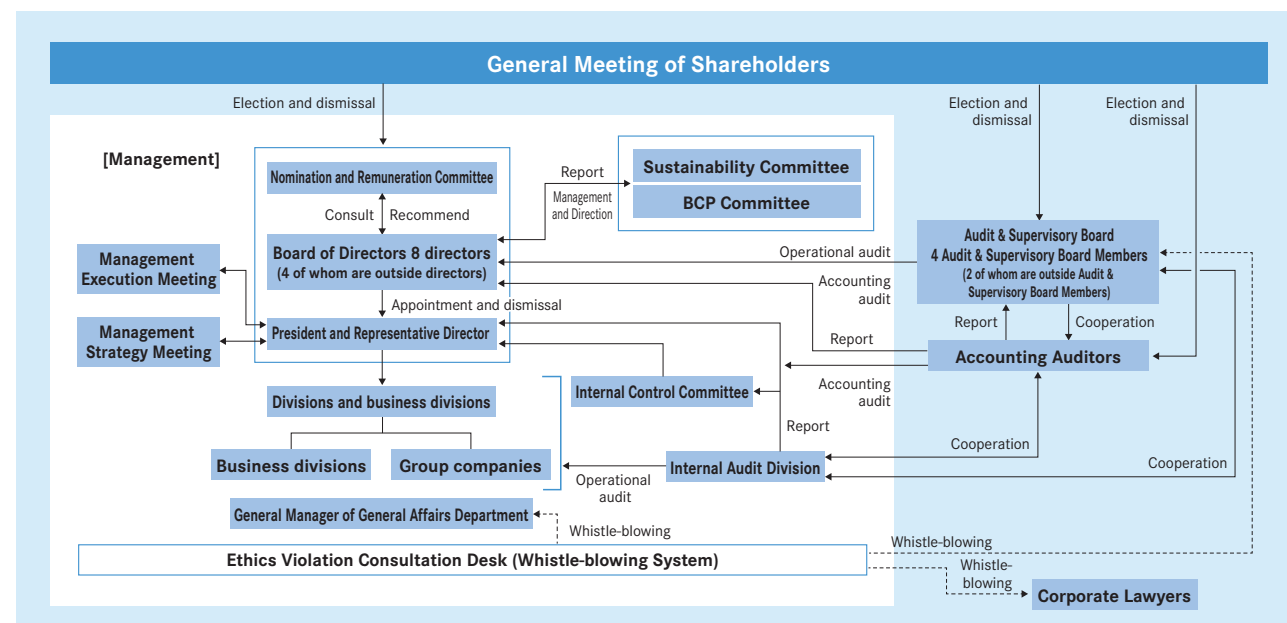 General Meeting of Shareholders
Election and dismissal
Election and
dismissal
Election and
dismissal
[Management]
Nomination and Remuneration Committee
Consult
Recommend
Board of Directors 8 directors
(4 of whom are outside directors)
Appointment and dismissal
President and Representative Director
Management
Execution Meeting
Management
Strategy Meeting
Report
Management
and Direction
Sustainability Committee
BCP Committee
Operational audit
Accounting
audit
Audit & Supervisory Board
4 Audit & Supervisory Board Members
(2 of whom are outside Audit &
Supervisory Board Members)
Report
Cooperation
Accounting Auditors
Report
Accounting
audit
Divisions and business divisions
Internal Control Committee
Report
Business divisions
Group companies
Operational
audit
Internal Audit Division
Cooperation
Cooperation
General Manager of General Affairs Department
Whistle-blowing
Ethics Violation Consultation Desk (Whistle-blowing System)
Whistle-blowing
Whistle-
blowing
Corporate Lawyers